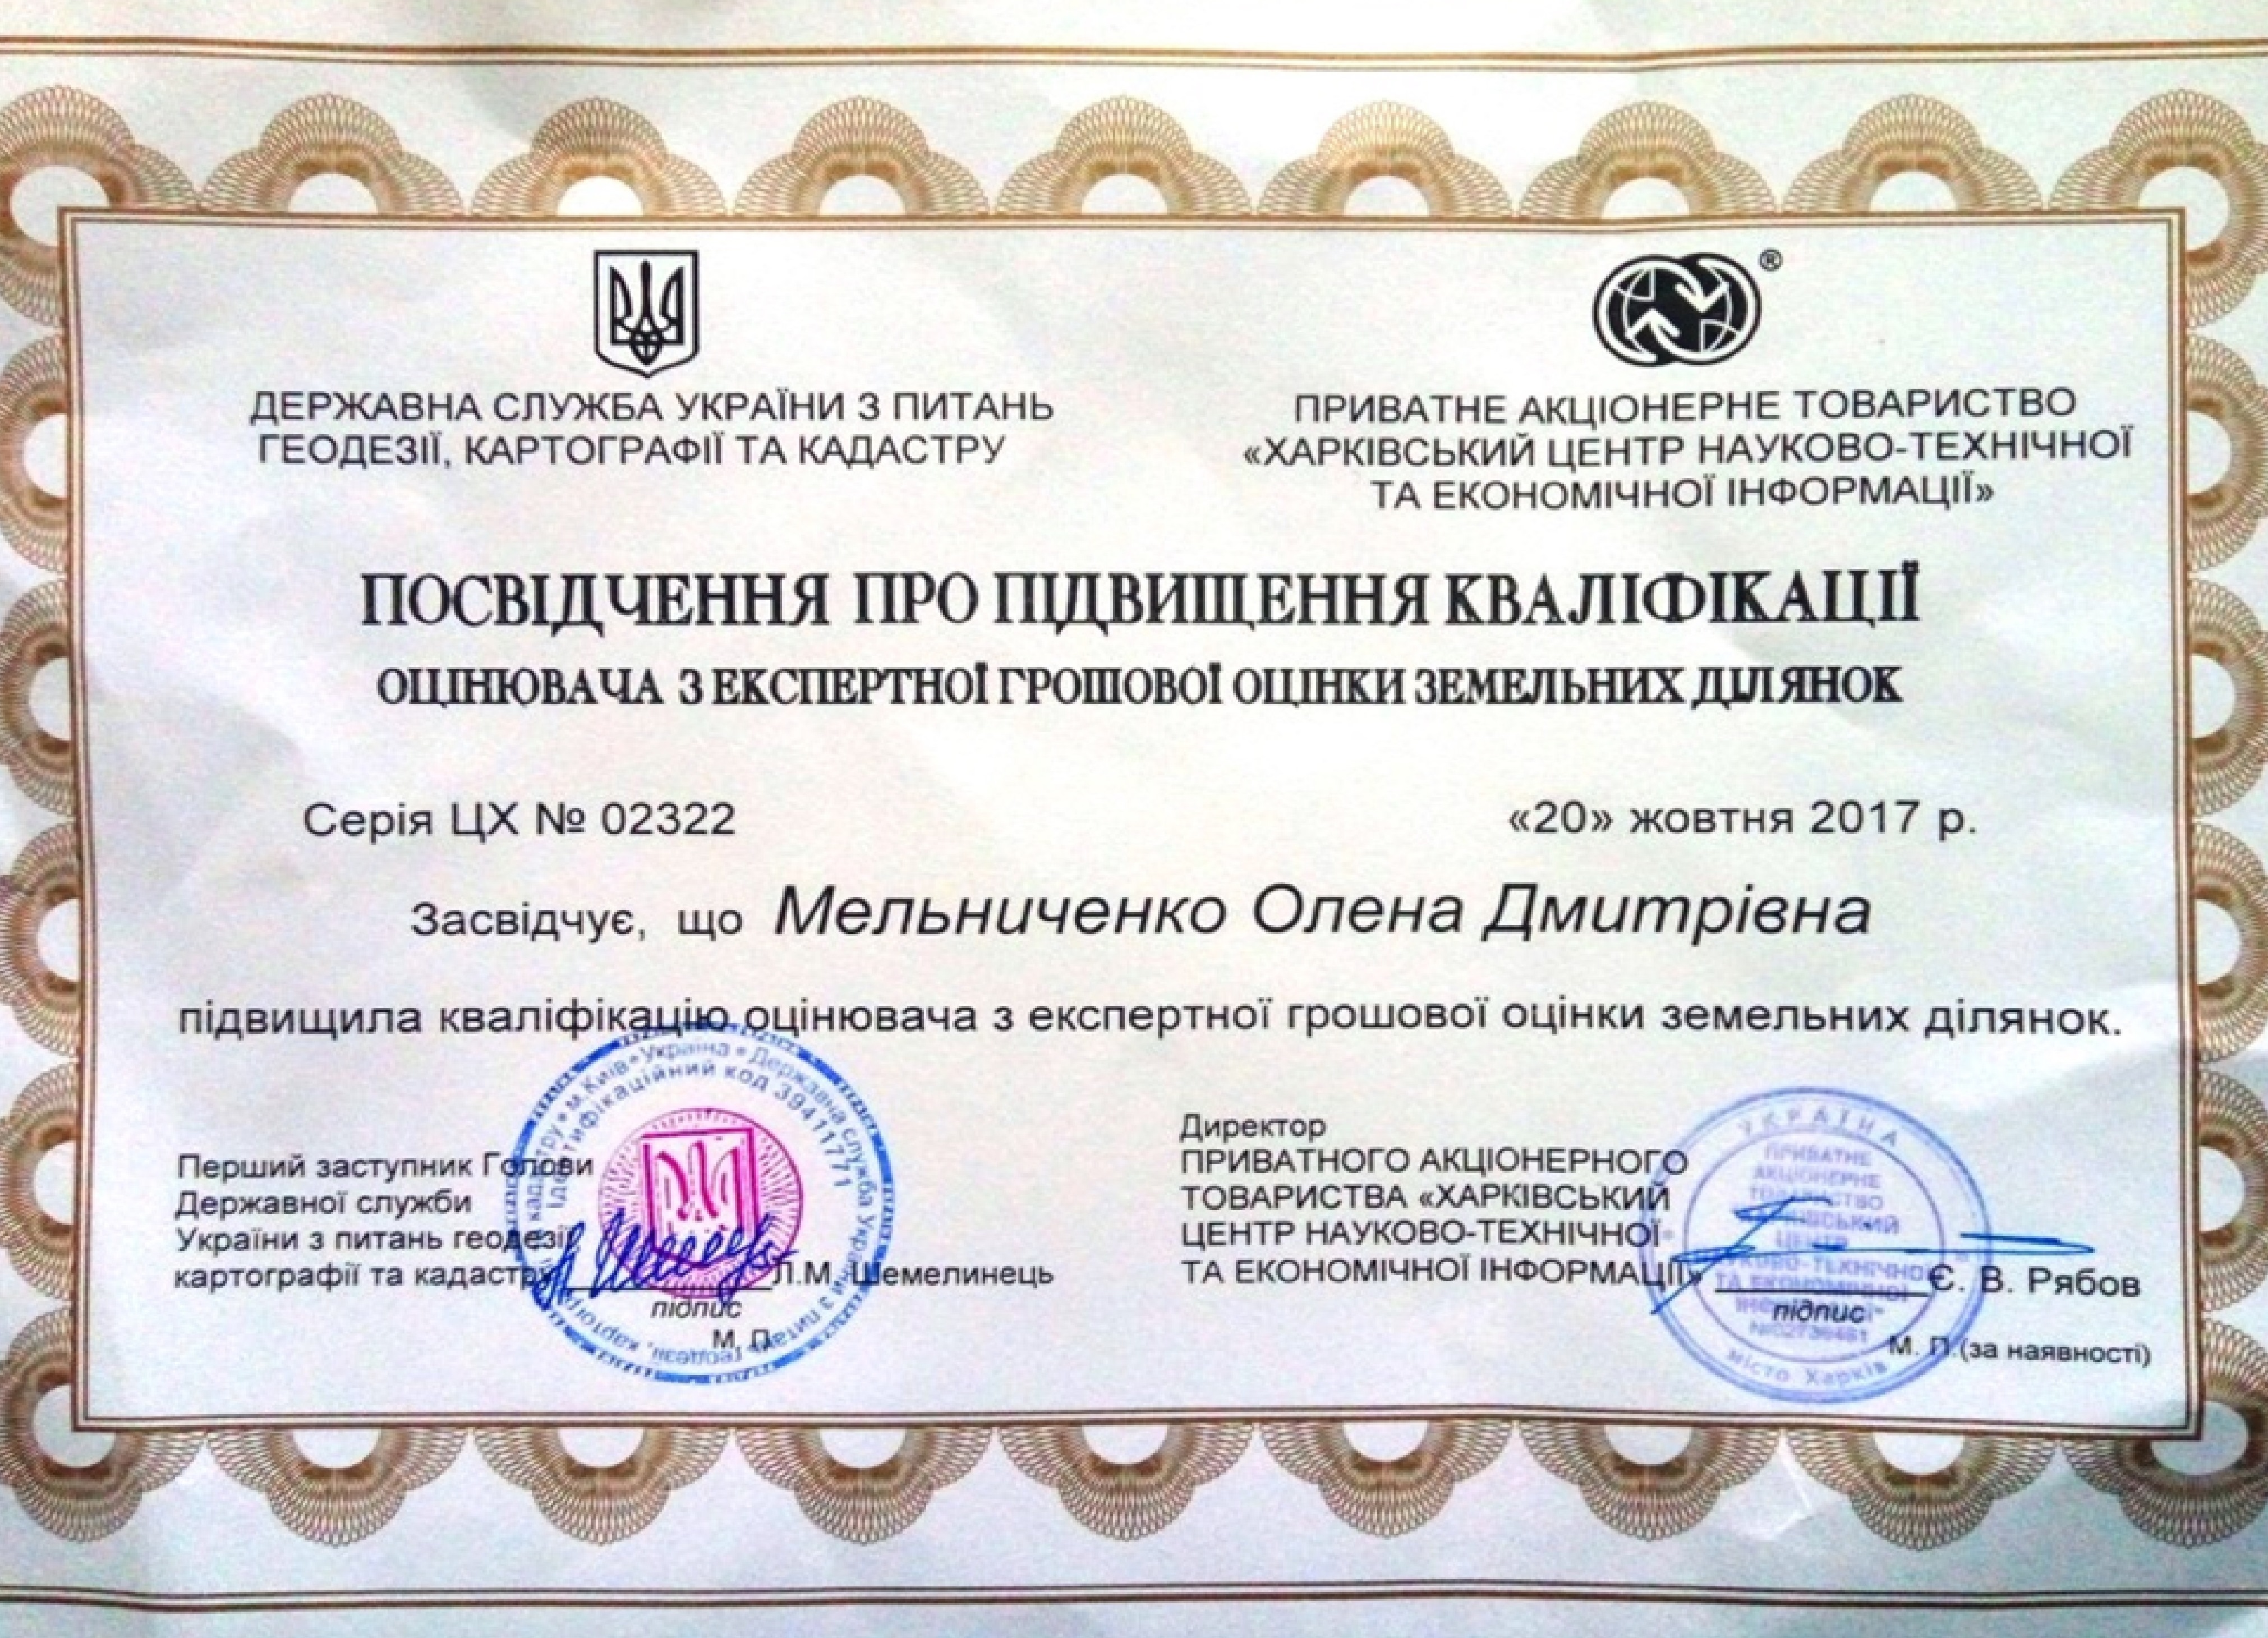 ДЕРЖАВНА СЛУЖБА УКРАЇНИ З ПИТАНЬ
ГЕОДЕЗІЇ, КАРТОГРАФІЇ ТА КАДАСТРУ
®
ПРИВАТНЕ АКЦІОНЕРНЕ ТОВАРИСТВО
«ХАРКІВСЬКИЙ ЦЕНТР НАУКОВО-ТЕХНІЧНОЇ
ТА ЕКОНОМІЧНОЇ ІНФОРМАЦІЇ»
ПОСВІДЧЕННЯ ПРО ПІДВИЩЕННЯ КВАЛІФІКАЦІЇ
ОЦІНЮВАЧА З ЕКСПЕРТНОЇ ГРОШОВОЇ ОЦІНКИ ЗЕМЕЛЬНИХ ДІЛЯНОК
Серія ЦХ № 02322
«20» жовтня 2017 р.
Засвідчує, що Мельниченко Олена Дмитрівна
підвищила кваліфікацію оцінювача з експертної грошової оцінки земельних ділянок.
Перший заступник Голови
Державної служби
України з питань геодезії
картографії та кадастру Л.М. Шемелинець
підпис
М. П.
Україна * Державна служба України з питань геодезії, картографії та кадастру * м.Київ *
Ідентифікаційний код 39411771
Директор
ПРИВАТНОГО АКЦІОНЕРНОГО
ТОВАРИСТВА «ХАРКІВСЬКИЙ
ЦЕНТР НАУКОВО-ТЕХНІЧНОЇ
ТА ЕКОНОМІЧНОЇ ІНФОРМАЦІЇ» Є. В. Рябов
підпис
М. П.(за наявності)
УКРАЇНА
ПРИВАТНЕ
АКЦІОНЕРНЕ
ТОВАРИСТВО
ХАРКІВСЬКИЙ
ЦЕНТР
НАУКОВО-ТЕХНІЧНОЇ
ТА ЕКОНОМІЧНОЇ
місто Харків